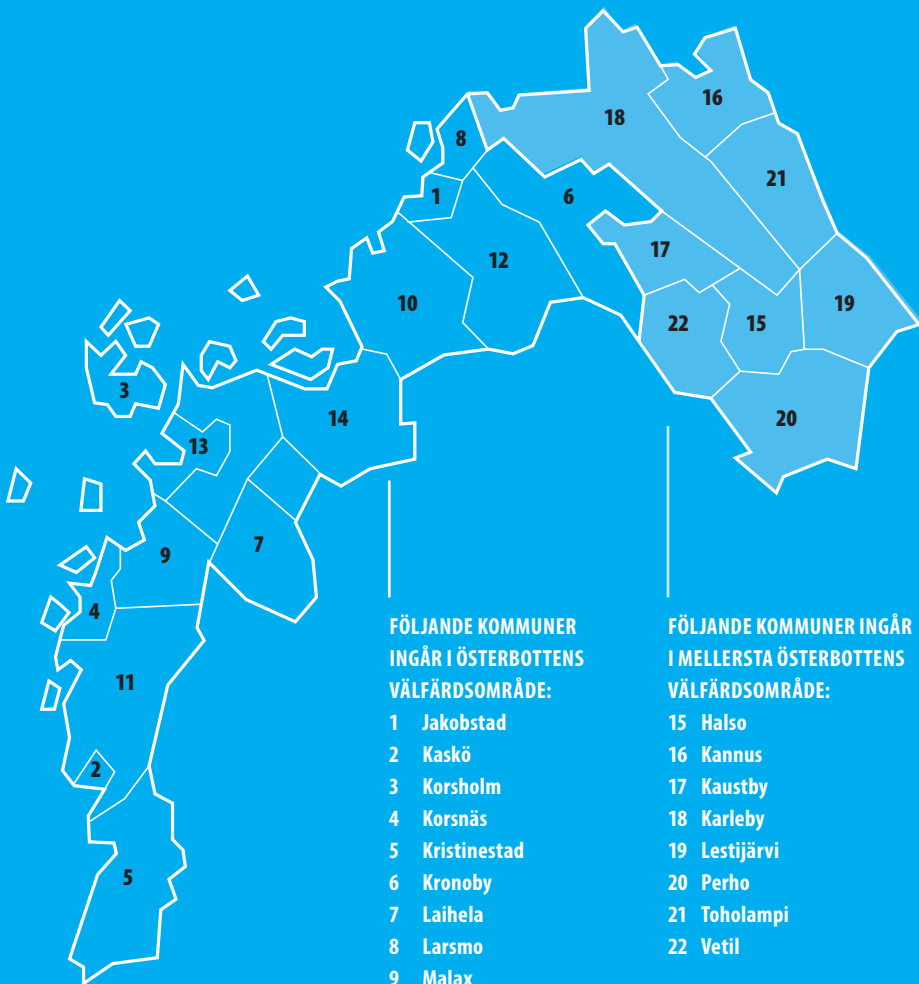 16
18
8
21
1
6
17
12
10
19
22
15
3
14
20
13
7
9
4
11
2
5
FÖLJANDE KOMMUNER
INGÅR I ÖSTERBOTTENS
VÄLFÄRDSOMRÅDE:
1 Jakobstad
2 Kaskö
3 Korsholm
4 Korsnäs
5 Kristinestad
6 Kronoby
7 Laihela
8 Larsmo
9 Malax
FÖLJANDE KOMMUNER INGÅR
I MELLERSTA ÖSTERBOTTENS
VÄLFÄRDSOMRÅDE:
15 Halso
16 Kannus
17 Kaustby
18 Karleby
19 Lestijärvi
20 Perho
21 Toholampi
22 Vetil